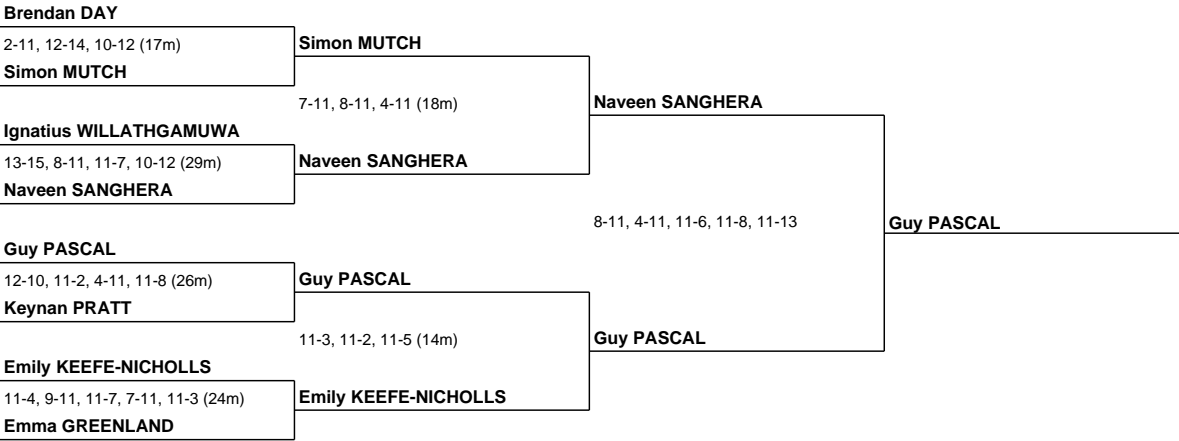 Brendan DAY
2-11, 12-14, 10-12 (17m)
Simon MUTCH
Simon MUTCH
7-11, 8-11, 4-11 (18m)
Naveen SANGHERA
Ignatius WILLATHGAMUWA
13-15, 8-11, 11-7, 10-12 (29m)
Naveen SANGHERA
Naveen SANGHERA
8-11, 4-11, 11-6, 11-8, 11-13
Guy PASCAL
Guy PASCAL
12-10, 11-2, 4-11, 11-8 (26m)
Guy PASCAL
Keynan PRATT
11-3, 11-2, 11-5 (14m)
Guy PASCAL
Emily KEEFE-NICHOLLS
11-4, 9-11, 11-7, 7-11, 11-3 (24m)
Emily KEEFE-NICHOLLS
Emma GREENLAND